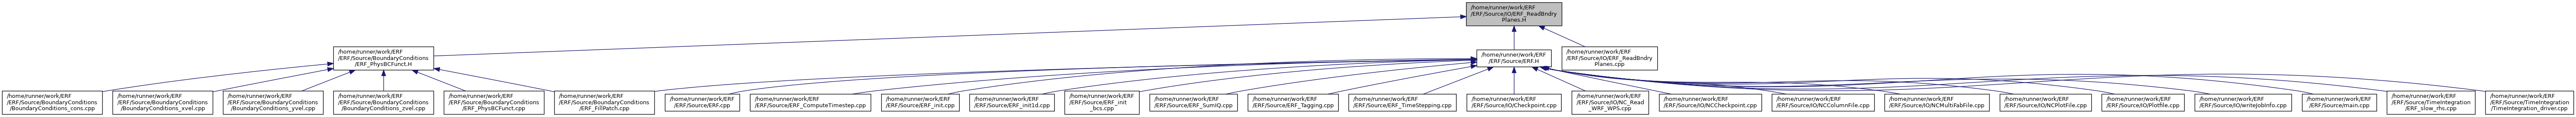 /home/runner/work/ERF
/ERF/Source/IO/ERF_ReadBndry
Planes.H
/home/runner/work/ERF
/ERF/Source/BoundaryConditions
/ERF_PhysBCFunct.H
/home/runner/work/ERF
/ERF/Source/ERF.H
/home/runner/work/ERF
/ERF/Source/IO/ERF_ReadBndry
Planes.cpp
/home/runner/work/ERF
/ERF/Source/BoundaryConditions
/BoundaryConditions_cons.cpp
/home/runner/work/ERF
/ERF/Source/BoundaryConditions
/BoundaryConditions_xvel.cpp
/home/runner/work/ERF
/ERF/Source/BoundaryConditions
/BoundaryConditions_yvel.cpp
/home/runner/work/ERF
/ERF/Source/BoundaryConditions
/BoundaryConditions_zvel.cpp
/home/runner/work/ERF
/ERF/Source/BoundaryConditions
/ERF_PhysBCFunct.cpp
/home/runner/work/ERF
/ERF/Source/BoundaryConditions
/ERF_FillPatch.cpp
/home/runner/work/ERF
/ERF/Source/ERF.cpp
/home/runner/work/ERF
/ERF/Source/ERF_ComputeTimestep.cpp
/home/runner/work/ERF
/ERF/Source/ERF_init.cpp
/home/runner/work/ERF
/ERF/Source/ERF_init1d.cpp
/home/runner/work/ERF
/ERF/Source/ERF_init
_bcs.cpp
/home/runner/work/ERF
/ERF/Source/ERF_SumIQ.cpp
/home/runner/work/ERF
/ERF/Source/ERF_Tagging.cpp
/home/runner/work/ERF
/ERF/Source/ERF_TimeStepping.cpp
/home/runner/work/ERF
/ERF/Source/IO/Checkpoint.cpp
/home/runner/work/ERF
/ERF/Source/IO/NC_Read
_WRF_WPS.cpp
/home/runner/work/ERF
/ERF/Source/IO/NCCheckpoint.cpp
/home/runner/work/ERF
/ERF/Source/IO/NCColumnFile.cpp
/home/runner/work/ERF
/ERF/Source/IO/NCMultiFabFile.cpp
/home/runner/work/ERF
/ERF/Source/IO/NCPlotFile.cpp
/home/runner/work/ERF
/ERF/Source/IO/Plotfile.cpp
/home/runner/work/ERF
/ERF/Source/IO/writeJobInfo.cpp
/home/runner/work/ERF
/ERF/Source/main.cpp
/home/runner/work/ERF
/ERF/Source/TimeIntegration
/ERF_slow_rhs.cpp
/home/runner/work/ERF
/ERF/Source/TimeIntegration
/TimeIntegration_driver.cpp